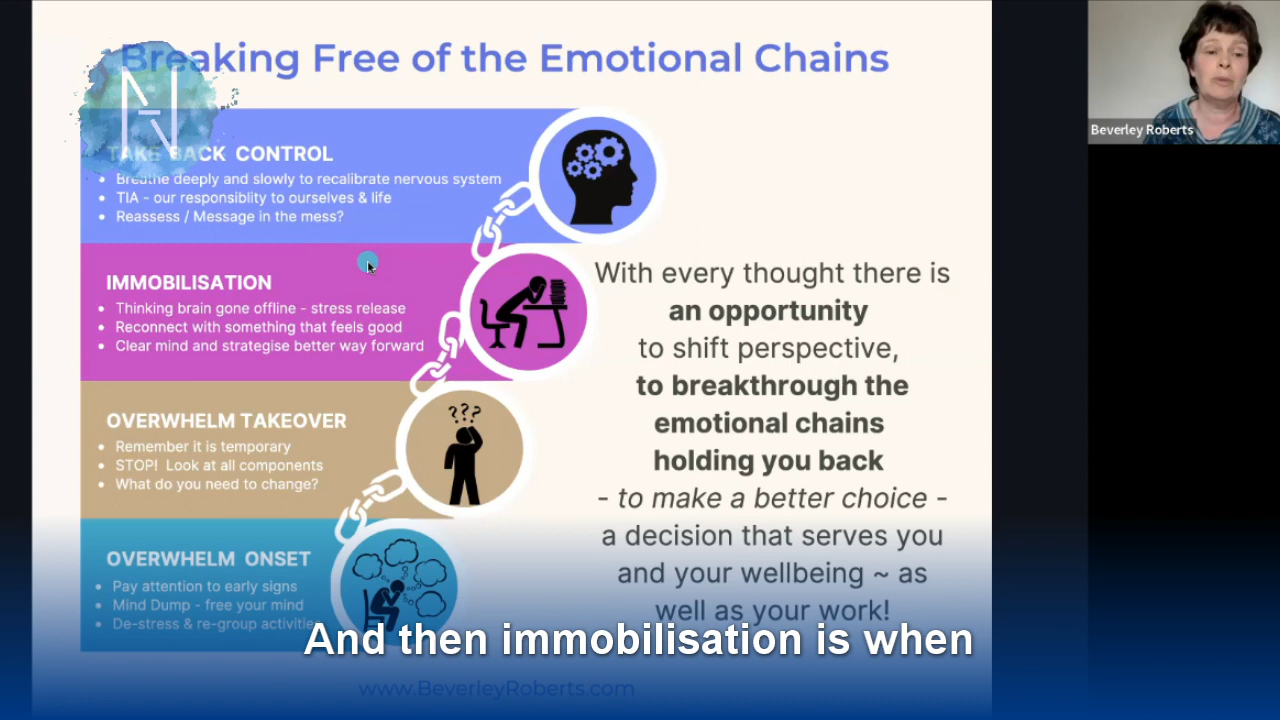 Breaking Free of the Emotional Chains
TAKE BACK CONTROL
• Breathe deeply and slowly to recalibrate nervous system
• TIA - our responsiblity to ourselves & life
• Reassess / Message in the mess?
IMMOBILISATION
• Thinking brain gone offline - stress release
• Reconnect with something that feels good
• Clear mind and strategise better way forward
OVERWHELM TAKEOVER
• Remember it is temporary
• STOP! Look at all components
• What do you need to change?
???
OVERWHELM ONSET
• Pay attention to early signs
• Mind Dump - free your mind
• De-stress & re-group activities
With every thought there is
an opportunity
to shift perspective,
to breakthrough the
emotional chains
holding you back
- to make a better choice -
a decision that serves you
and your wellbeing ~ as
well as your work!
And then immobilisation is when
www.BeverleyRoberts.com
Beverley Roberts